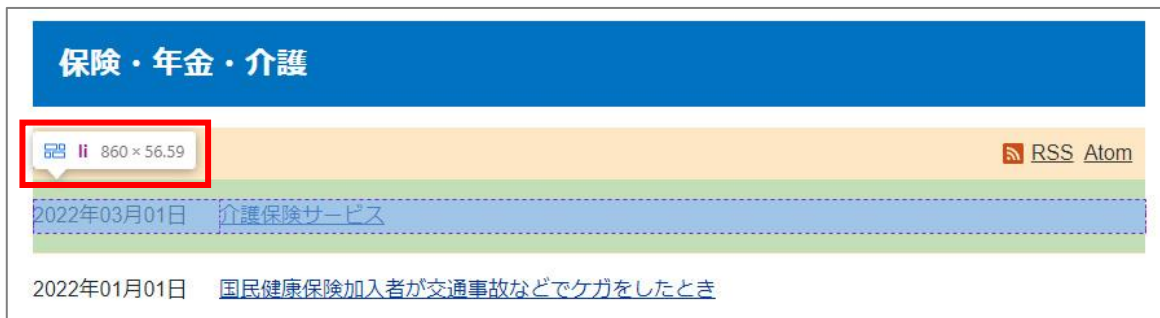 保険・年金・介護
li 860 × 56.59
RSS Atom
2022年03月01日 介護保険サービス
2022年01月01日 国民健康保険加入者が交通事故などでケガをしたとき